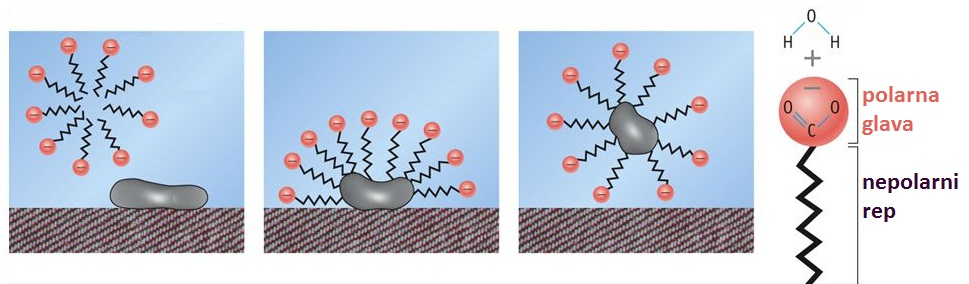 O
H H
+
−
O O
C
polarna
glava
nepolarni
rep